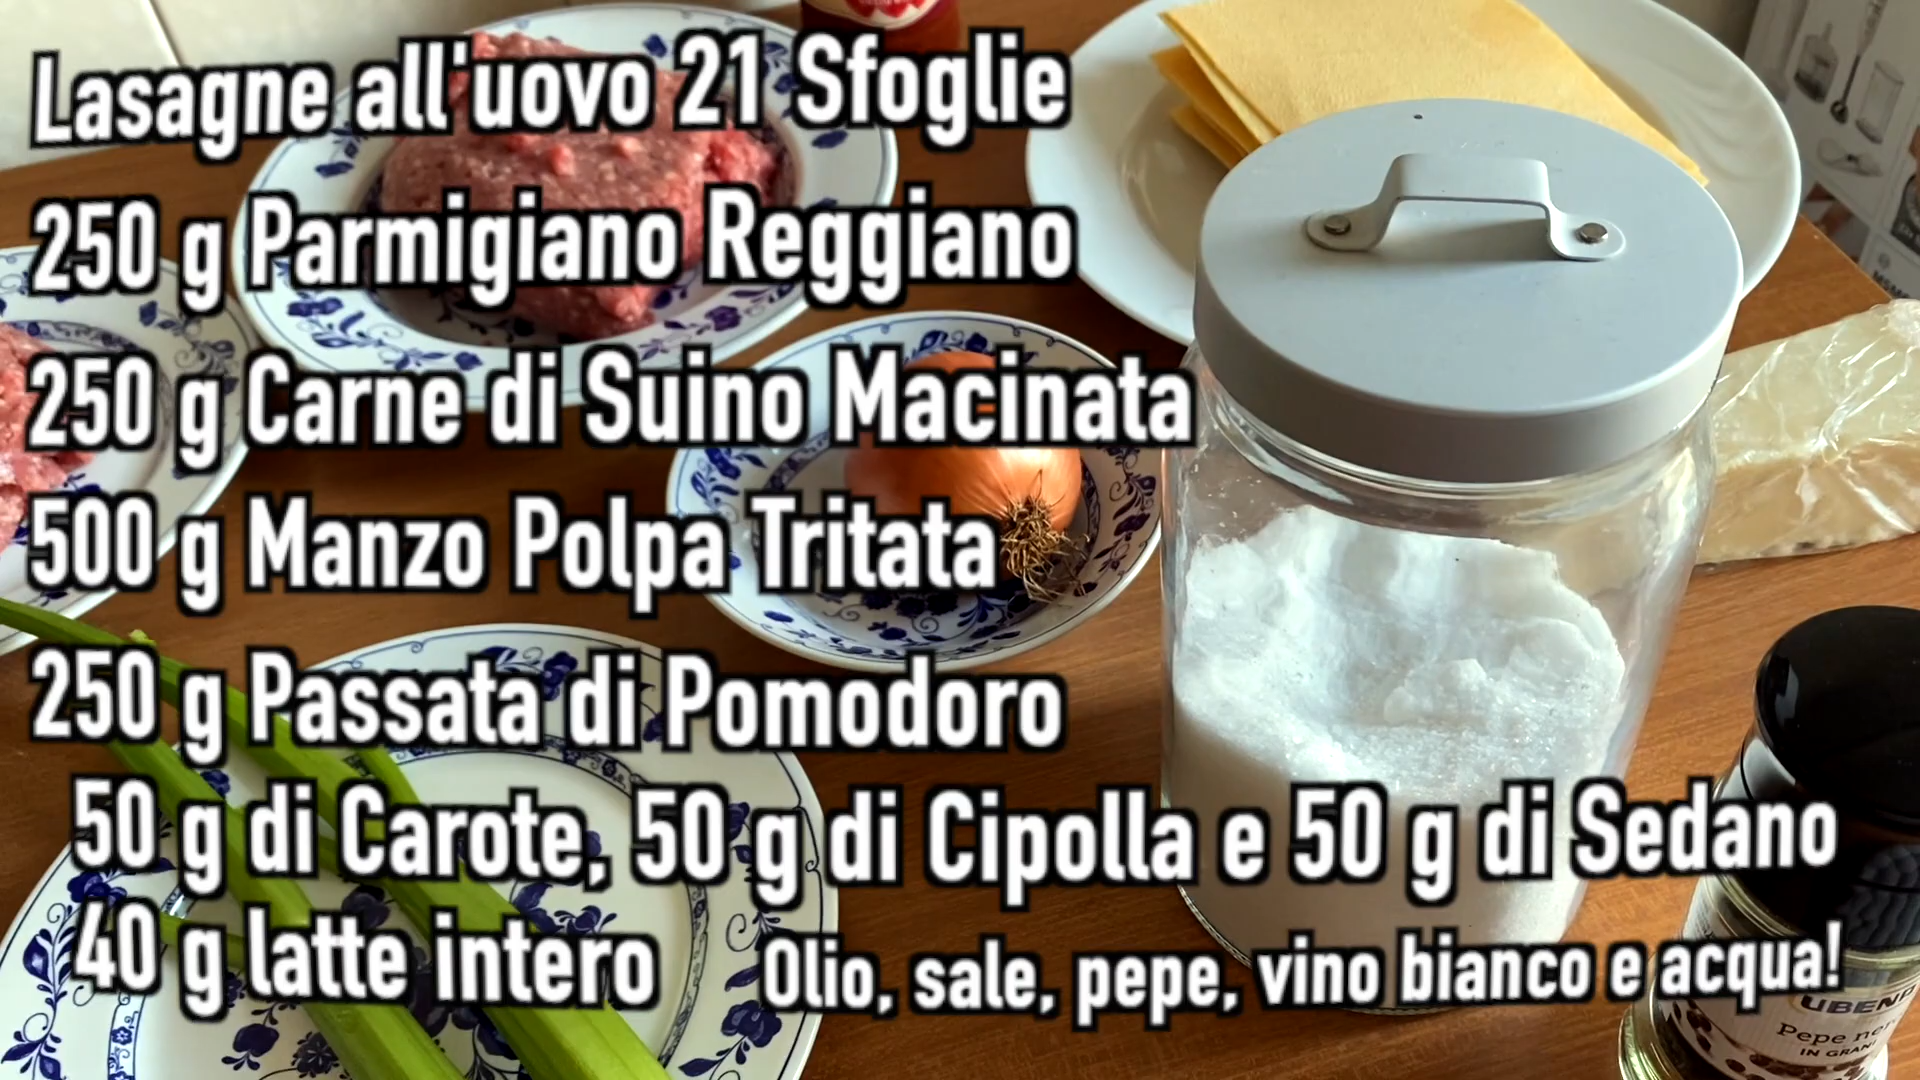 Lasagne all'uovo 21 Sfoglie
250 g Parmigiano Reggiano
250 g Carne di Suino Macinata
500 g Manzo Polpa Tritata
250 g Passata di Pomodoro
50 g di Carote, 50 g di Cipolla e 50 g di Sedano
40 g latte intero
Olio, sale, pepe, vino bianco e acqua!
Pepe
IN